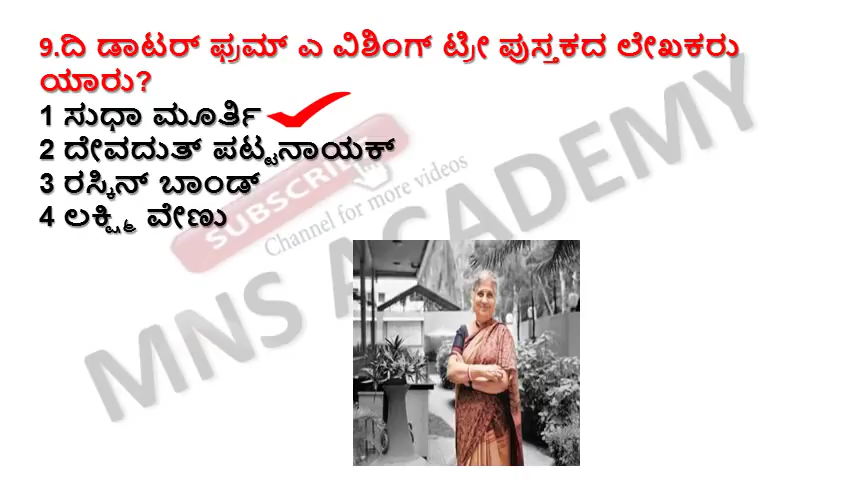 9.ದಿ ಡಾಟರ್ ಫ್ರಮ್ ಎ ವಿಶಿಂಗ್ ಟ್ರೀ ಪುಸ್ತಕದ ಲೇಖಕರು
ಯಾರು?
1 ಸುಧಾ ಮೂರ್ತಿ
2 ದೇವದುತ್ ಪಟ್ಟನಾಯಕ್
3 ರಸ್ಕಿನ್ ಬಾಂಡ್
4 ಲಕ್ಷ್ಮಿ ವೇಣು
SUBSCRIBE
Channel for more videos
MNS ACADEMY